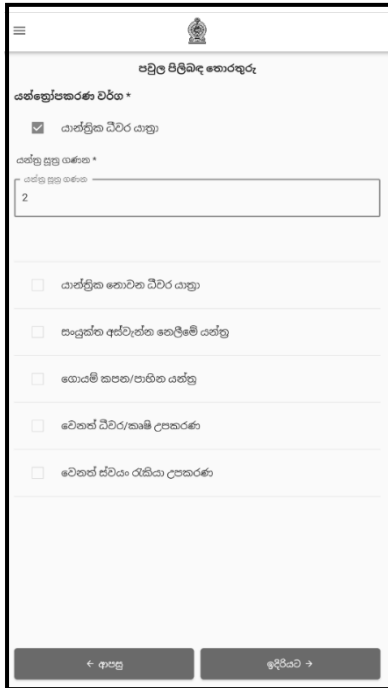 පවුල පිලිබඳ තොරතුරු
යන්ත්‍රෝපකරණ වර්ග *
යාන්ත්‍රික ධීවර යාත්‍රා
යන්ත්‍ර සූත්‍ර ගණන *
යන්ත්‍ර සූත්‍ර ගණන
2
යාන්ත්‍රික නොවන ධීවර යාත්‍රා
සංයුක්ත අස්වැන්න නෙලීමේ යන්ත්‍ර
ගොයම් කපන/පාහින යන්ත්‍ර
වෙනත් ධීවර/කෘෂි උපකරණ
වෙනත් ස්වයං රැකියා උපකරණ
← ආපසු
ඉදිරියට →